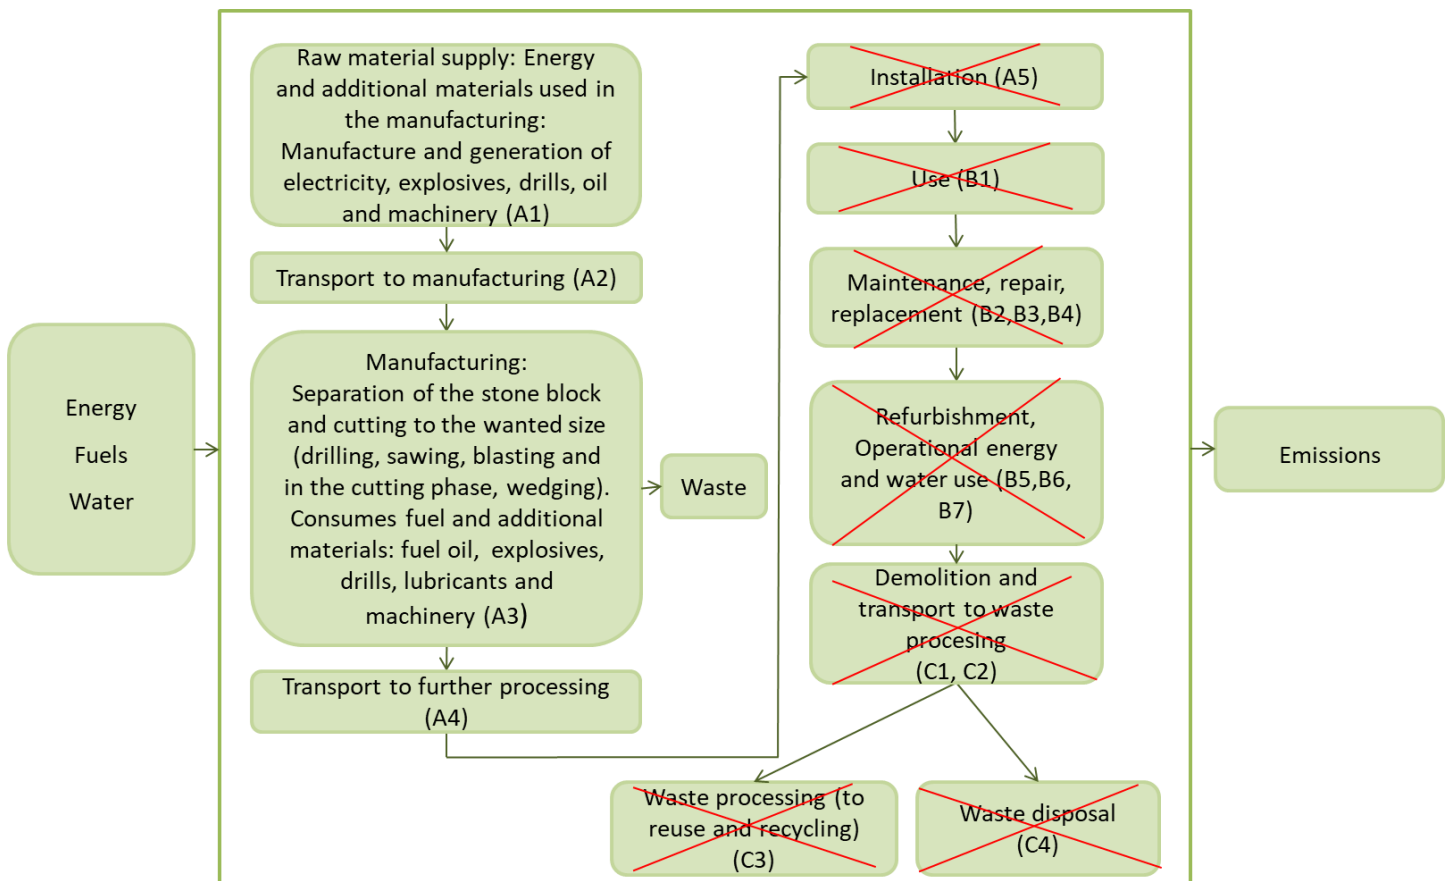 Raw material supply: Energy
and additional materials used in
the manufacturing:
Manufacture and generation of
electricity, explosives, drills, oil
and machinery (A1)
Transport to manufacturing (A2)
Manufacturing:
Separation of the stone block
and cutting to the wanted size
(drilling, sawing, blasting and
in the cutting phase, wedging).
Consumes fuel and additional
materials: fuel oil, explosives,
drills, lubricants and
machinery (A3)
Transport to further processing
(A4)
Energy
Fuels
Water
Waste
Installation (A5)
Use (B1)
Maintenance, repair,
replacement (B2,B3,B4)
Refurbishment,
Operational energy
and water use (B5,B6,
B7)
Demolition and
transport to waste
procesing
(C1, C2)
Waste processing (to
reuse and recycling)
(C3)
Waste disposal
(C4)
Emissions